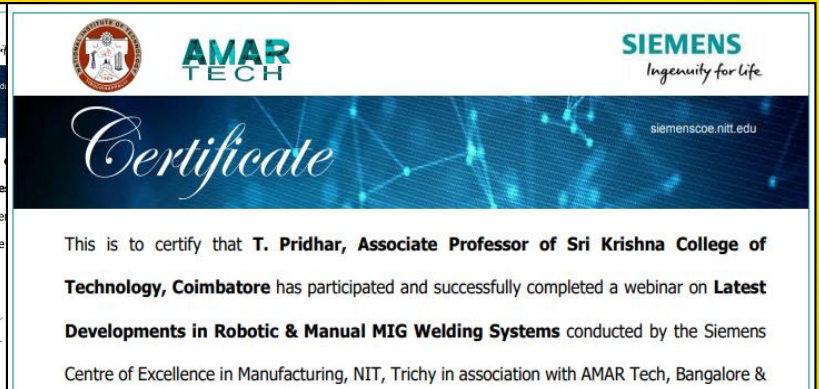 AMAR
TECH
SIEMENS
Ingenuity for life
siemenscoe.nitt.edu
Certificate
This is to certify that T. Pridhar, Associate Professor of Sri Krishna College of
Technology, Coimbatore has participated and successfully completed a webinar on Latest
Developments in Robotic & Manual MIG Welding Systems conducted by the Siemens
Centre of Excellence in Manufacturing, NIT, Trichy in association with AMAR Tech, Bangalore &